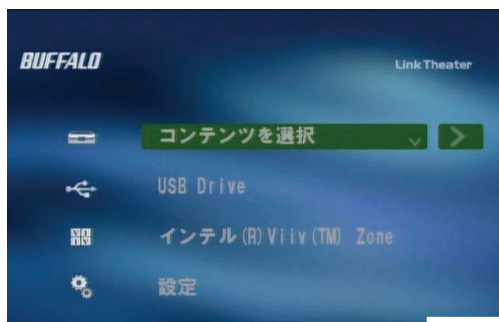 BUFFALO
LinkTheater
コンテンツを選択
USB Drive
インテル(R)Viiv(TM) Zone
設定